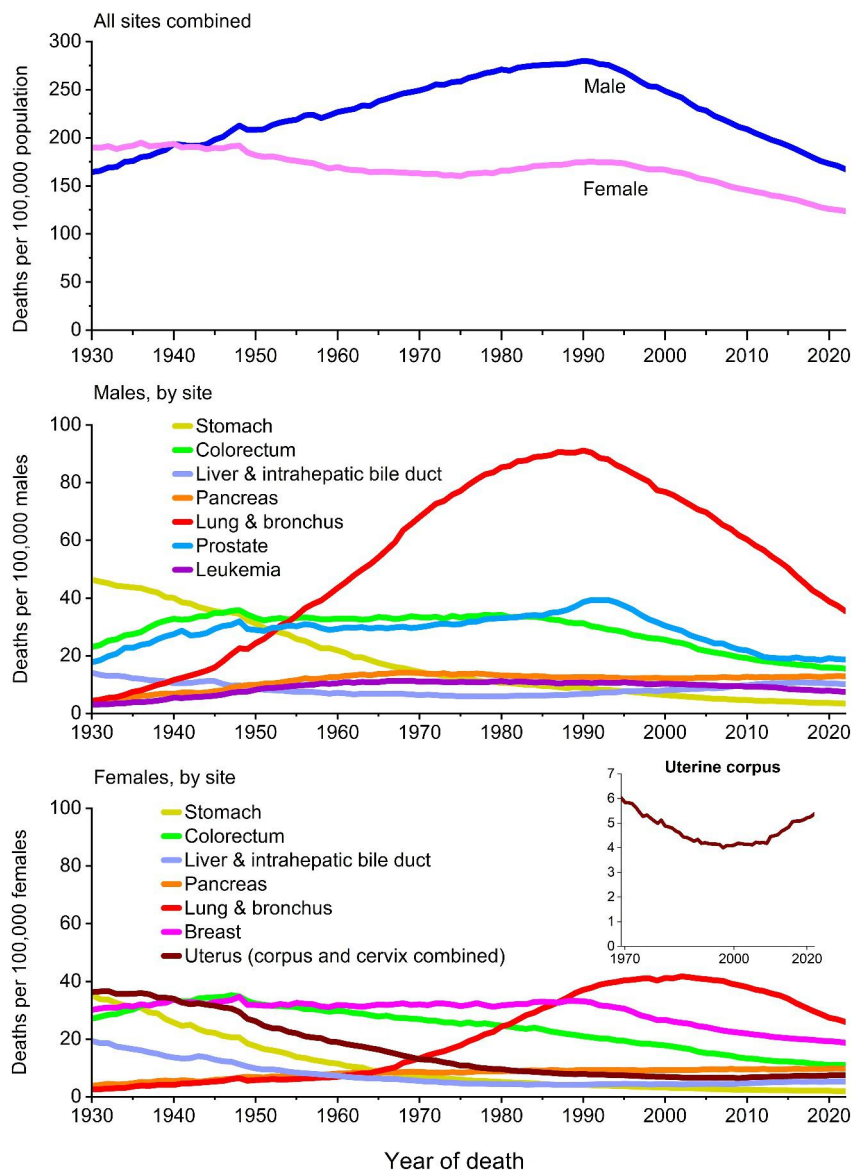 All sites combined
300
250
200
150
100
50
0
Deaths per 100,000 population
Male
Female
1930 1940 1950 1960 1970 1980 1990 2000 2010 2020
Males, by site
100
80
60
40
20
0
Deaths per 100,000 males
Stomach
Colorectum
Liver & intrahepatic bile duct
Pancreas
Lung & bronchus
Prostate
Leukemia
1930 1940 1950 1960 1970 1980 1990 2000 2010 2020
Females, by site
100
80
60
40
20
0
Deaths per 100,000 females
Stomach
Colorectum
Liver & intrahepatic bile duct
Pancreas
Lung & bronchus
Breast
Uterus (corpus and cervix combined)
Uterine corpus
7
6
5
4
3
2
1
0
1970 2000 2020
1930 1940 1950 1960 1970 1980 1990 2000 2010 2020
Year of death